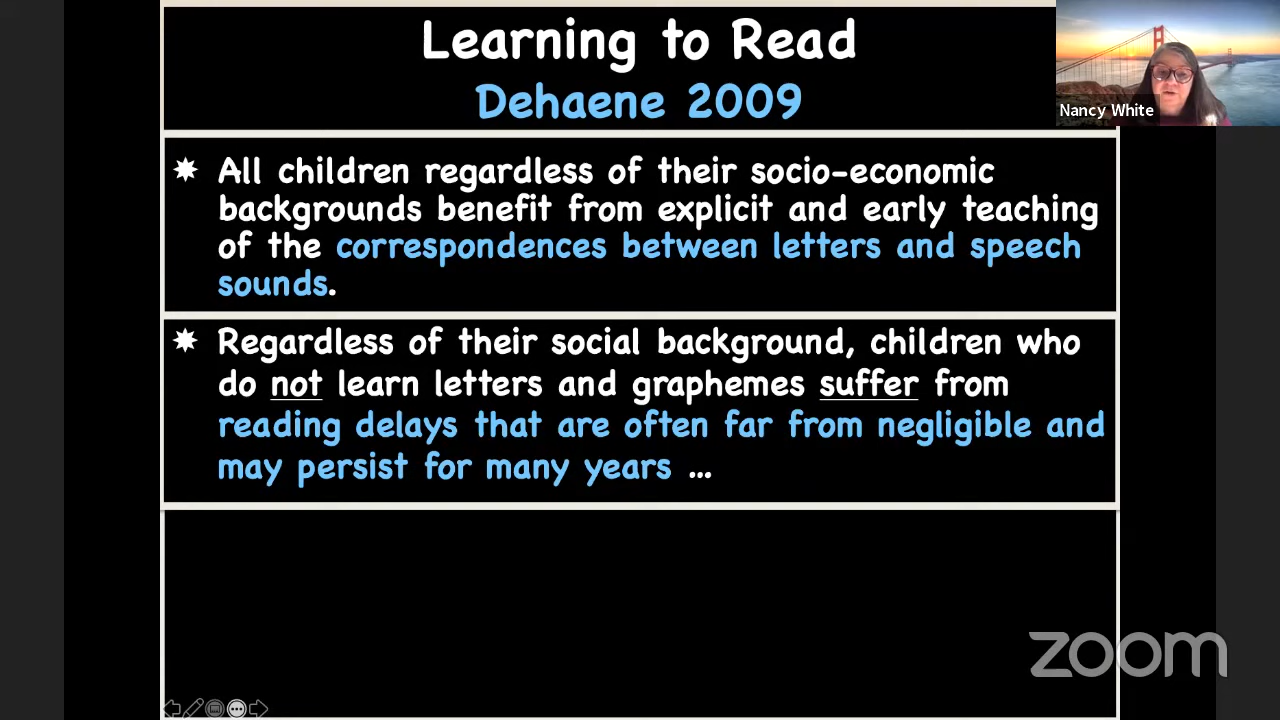 Learning to Read
Dehaene 2009
Nancy White
All children regardless of their socio-economic
backgrounds benefit from explicit and early teaching
of the correspondences between letters and speech
sounds.
Regardless of their social background, children who
do not learn letters and graphemes suffer from
reading delays that are often far from negligible and
may persist for many years ...
zoom